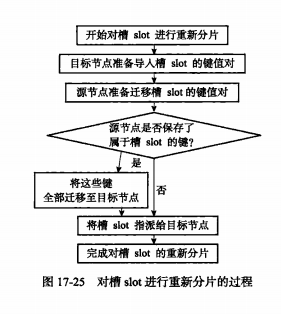 开始对槽 slot 进行重新分片
目标节点准备导人槽 slot 的键值对
源节点准备迁移槽 slot 的键值对
源节点是否保存了
属于槽 slot 的键？
是
将这些键
全部迁移至目标节点
否
将槽 slot 指派给目标节点
完成对槽 slot 的重新分片
图 17-25 对槽 slot 进行重新分片的过程